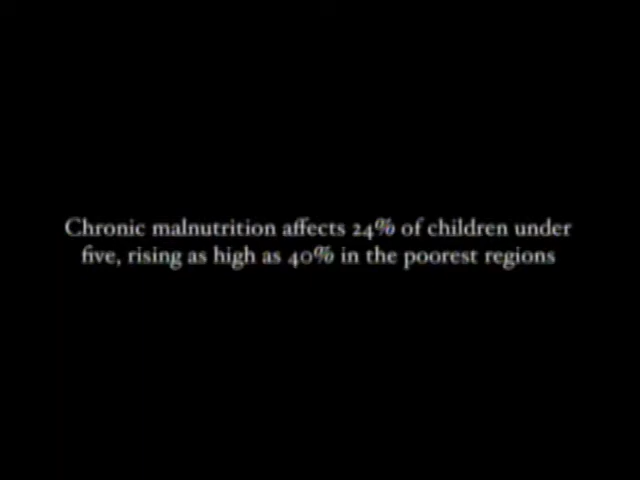 Chronic malnutrition affects 24% of children under
five, rising as high as 40% in the poorest regions